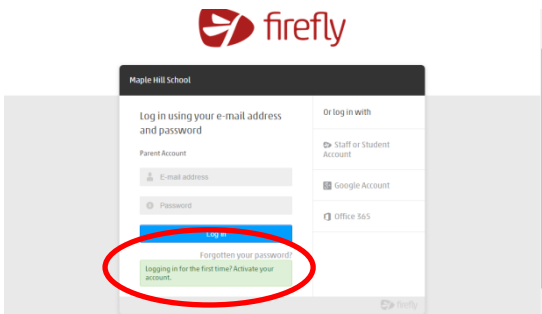 firefly
Maple Hill School
Log in using your e-mail address
and password
Parent Account
E-mail address
Password
Log in
Forgotten your password?
Logging in for the first time? Activate your
account.
Or log in with
Staff or Student
Account
Google Account
Office 365
firefly